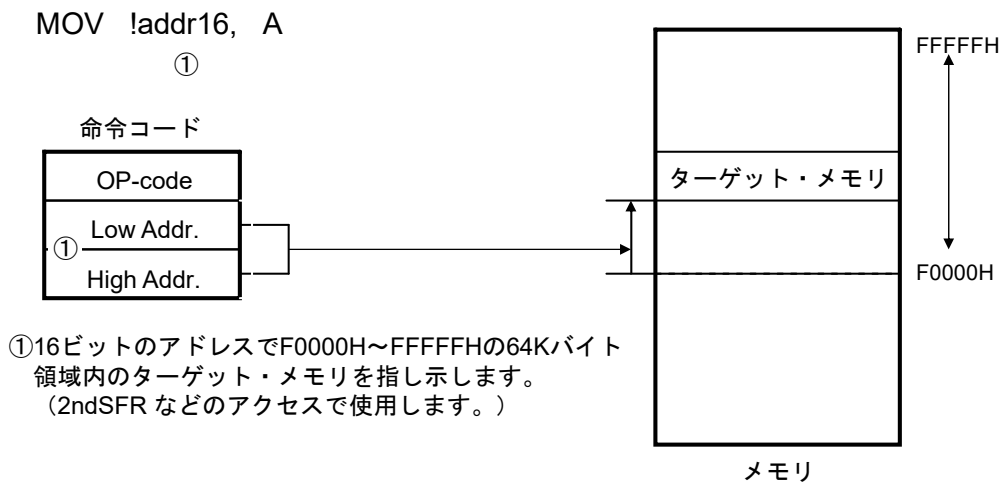 MOV !addr16, A
①
FFFFFH
命令コード
OP-code
ターゲット・メモリ
Low Addr.
①
High Addr.
F0000H
①16ビットのアドレスでF0000H～FFFFFHの64Kバイト
領域内のターゲット・メモリを指し示します。
（2ndSFR などのアクセスで使用します。）
メモリ